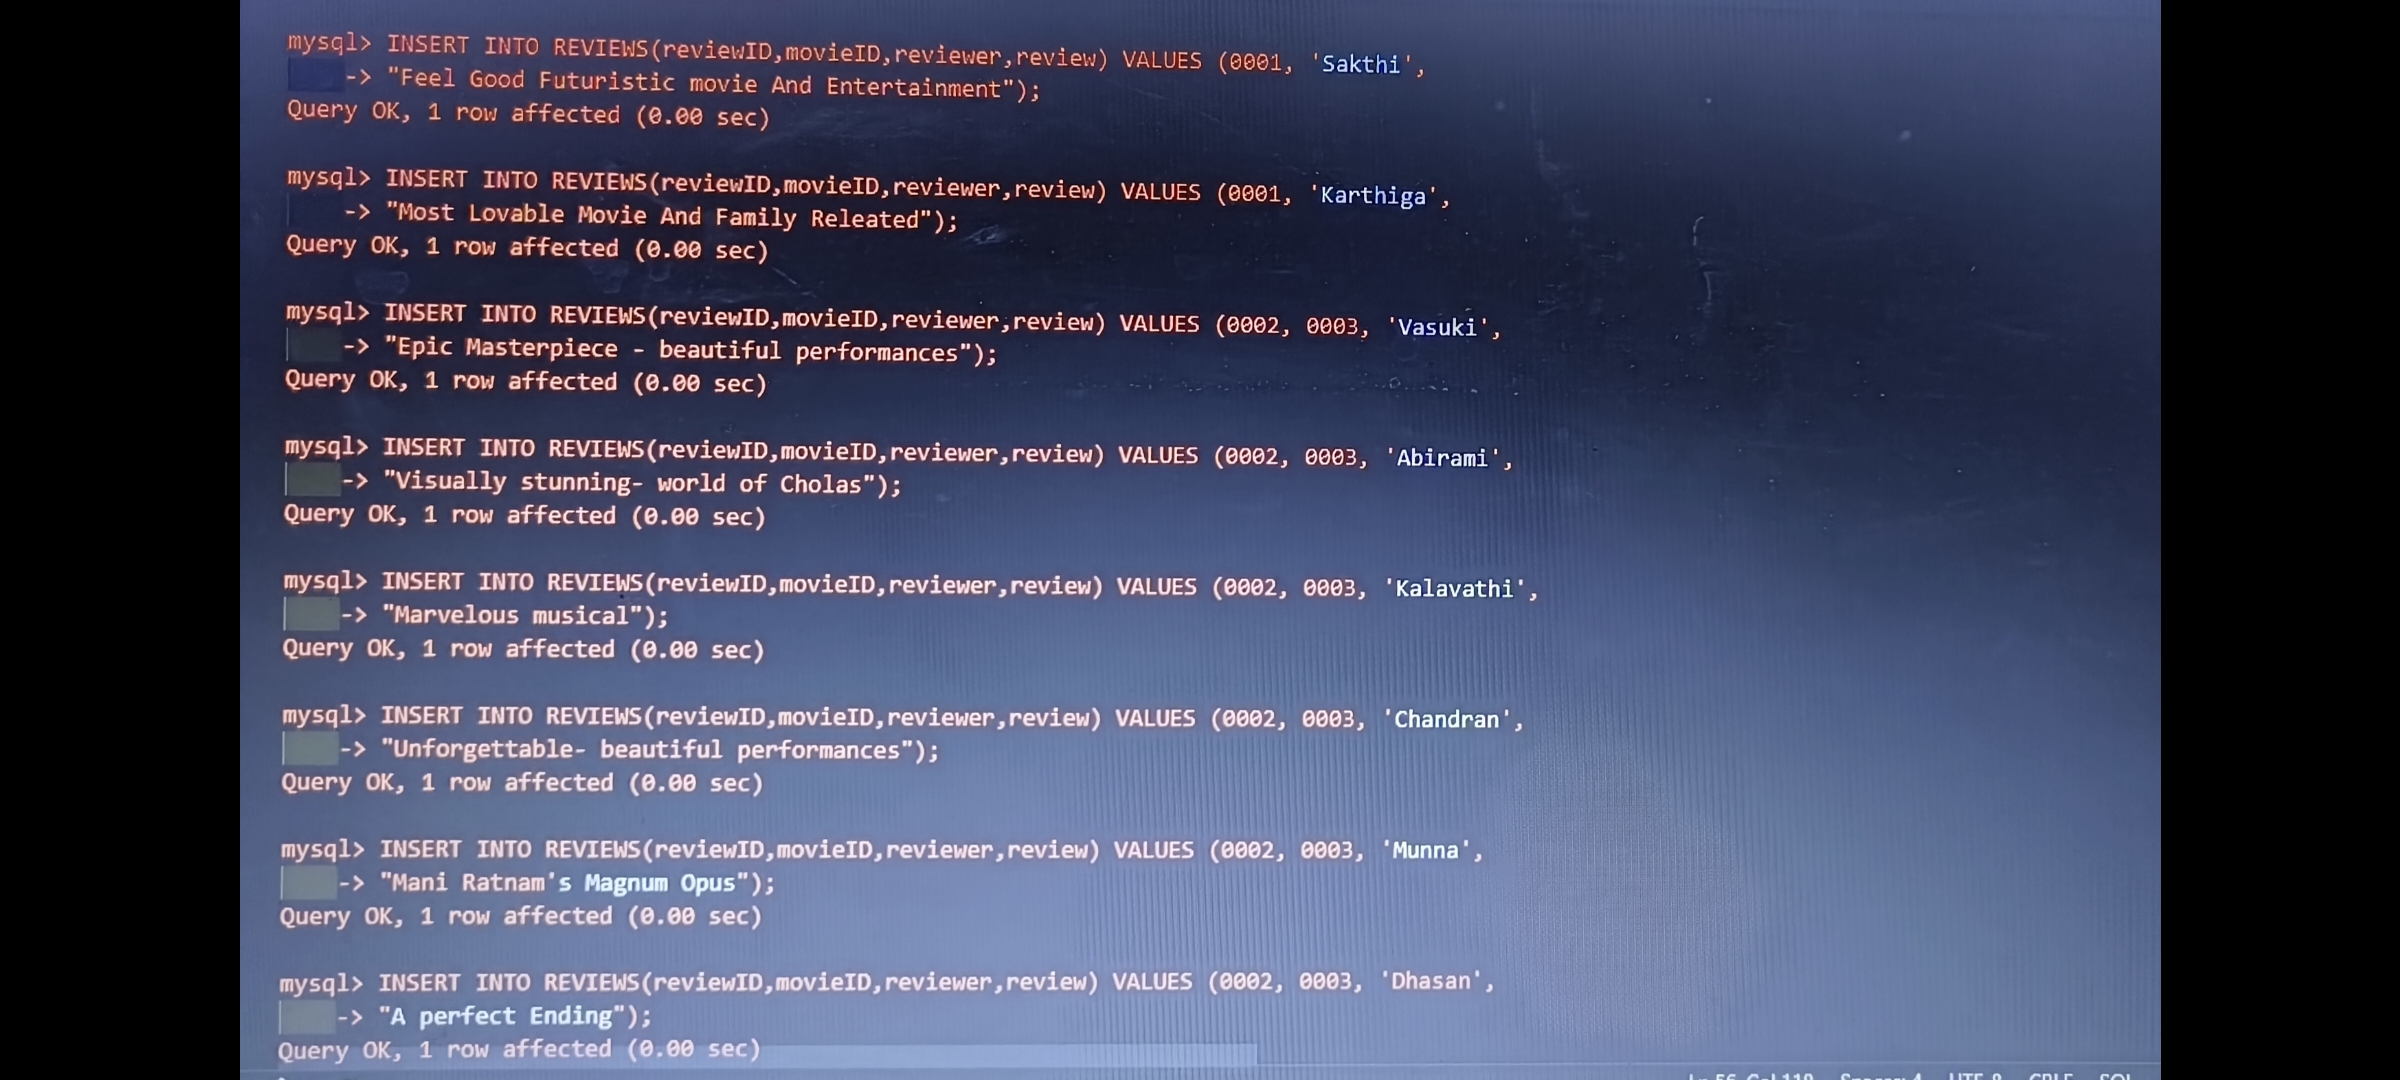 mysql> INSERT INTO REVIEWS(reviewID,movieID,reviewer,review) VALUES (0001, 'Sakthi',
-> "Feel Good Futuristic movie And Entertainment");
Query OK, 1 row affected (0.00 sec)
mysql> INSERT INTO REVIEWS(reviewID,movieID,reviewer,review) VALUES (0001, 'Karthiga',
-> "Most Lovable Movie And Family Releated");
Query OK, 1 row affected (0.00 sec)
mysql> INSERT INTO REVIEWS(reviewID,movieID,reviewer,review) VALUES (0002, 0003, 'Vasuki',
-> "Epic Masterpiece - beautiful performances");
Query OK, 1 row affected (0.00 sec)
mysql> INSERT INTO REVIEWS(reviewID,movieID,reviewer,review) VALUES (0002, 0003, 'Abirami',
-> "Visually stunning- world of Cholas");
Query OK, 1 row affected (0.00 sec)
mysql> INSERT INTO REVIEWS(reviewID,movieID,reviewer,review) VALUES (0002, 0003, 'Kalavathi',
-> "Marvelous musical");
Query OK, 1 row affected (0.00 sec)
mysql> INSERT INTO REVIEWS(reviewID,movieID,reviewer,review) VALUES (0002, 0003, 'Chandran',
-> "Unforgettable- beautiful performances");
Query OK, 1 row affected (0.00 sec)
mysql> INSERT INTO REVIEWS(reviewID,movieID,reviewer,review) VALUES (0002, 0003, 'Munna',
-> "Mani Ratnam's Magnum Opus");
Query OK, 1 row affected (0.00 sec)
mysql> INSERT INTO REVIEWS(reviewID,movieID,reviewer,review) VALUES (0002, 0003, 'Dhasan',
-> "A perfect Ending");
Query OK, 1 row affected (0.00 sec)